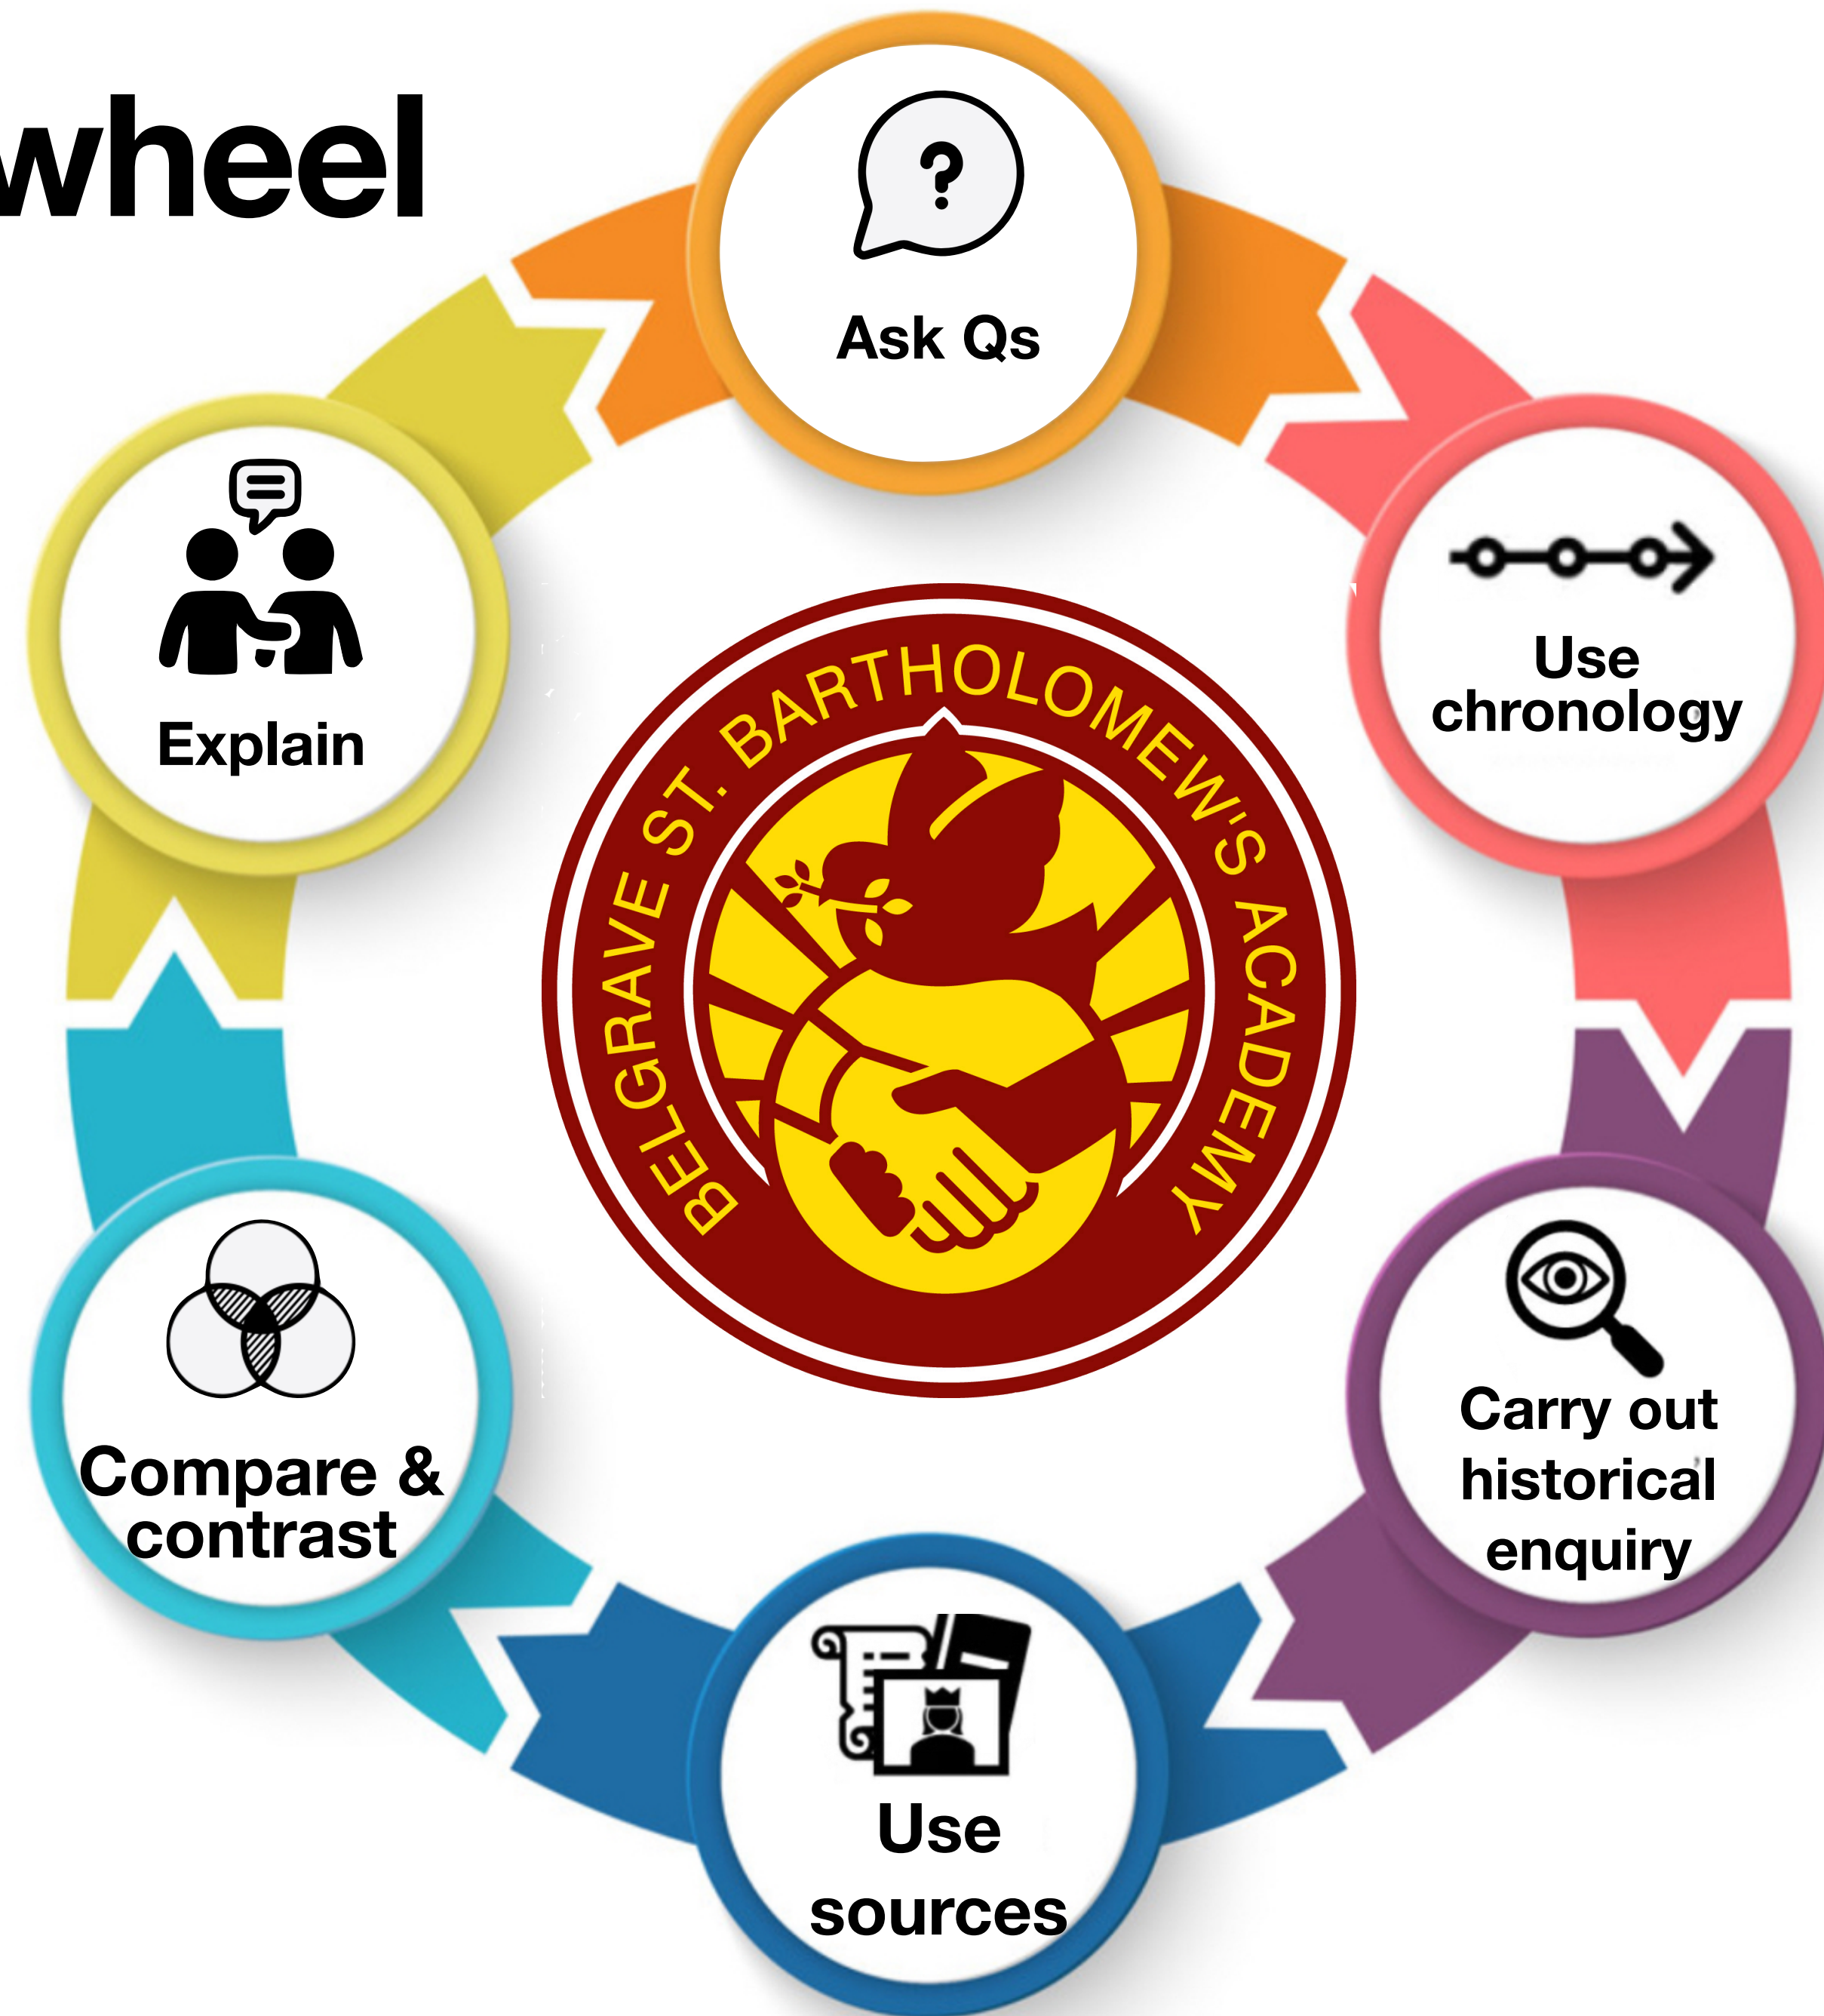 wheel
Ask Qs
Use
chronology
Carry out
historical
enquiry
Use
sources
Compare &
contrast
Explain
BELGRAVE ST. BARTHOLOMEW'S ACADEMY